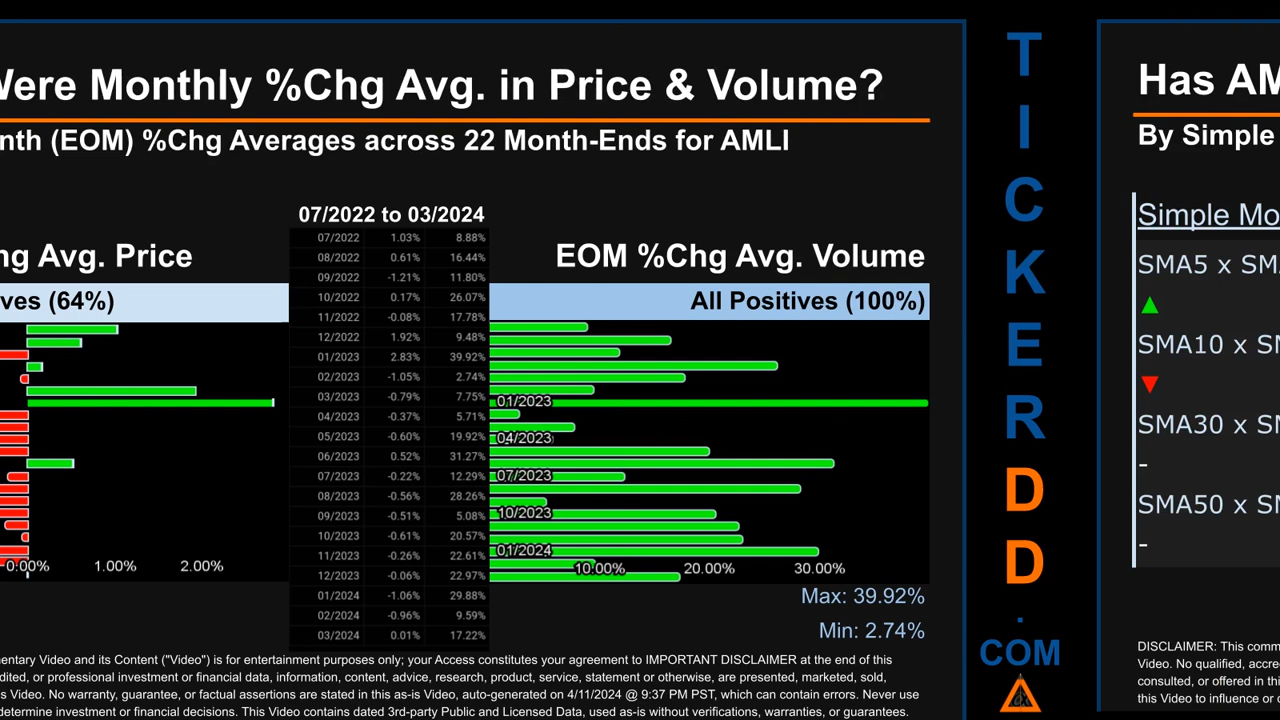 Were Monthly %Chg Avg. in Price & Volume?
nth (EOM) %Chg Averages across 22 Month-Ends for AMLI
07/2022 to 03/2024
ng Avg. Price
EOM %Chg Avg. Volume
ves (64%)
All Positives (100%)
07/2022 1.03% 8.88%
08/2022 0.61% 16.44%
09/2022 -1.21% 11.80%
10/2022 0.17% 26.07%
11/2022 -0.08% 17.78%
12/2022 1.92% 9.48%
01/2023 2.83% 39.92%
02/2023 -1.05% 2.74%
03/2023 -0.79% 7.75%
04/2023 -0.37% 5.71%
05/2023 -0.60% 19.92%
06/2023 0.52% 31.27%
07/2023 -0.22% 12.29%
08/2023 -0.56% 28.26%
09/2023 -0.51% 5.08%
10/2023 -0.61% 20.57%
11/2023 -0.26% 22.61%
12/2023 -0.06% 22.97%
01/2024 -1.06% 29.88%
02/2024 -0.96% 9.59%
03/2024 0.01% 17.22%
0.00% 1.00% 2.00%
01/2023
04/2023
07/2023
10/2023
01/2024
10.00% 20.00% 30.00%
Max: 39.92%
Min: 2.74%
mentary Video and its Content ("Video") is for entertainment purposes only; your Access constitutes your agreement to IMPORTANT DISCLAIMER at the end of this
dited, or professional investment or financial data, information, content, advice, research, product, service, statement or otherwise, are presented, marketed, sold,
s Video. No warranty, guarantee, or factual assertions are stated in this as-is Video, auto-generated on 4/11/2024 @ 9:37 PM PST, which can contain errors. Never use
determine investment or financial decisions. This Video contains dated 3rd-party Public and Licensed Data, used as-is without verifications, warranties, or guarantees.
T
I
C
K
E
R
D
D
.
COM
Has AM
By Simple
Simple Mo
SMA5 x SM
▲
SMA10 x SM
▼
SMA30 x SM
-
SMA50 x SM
-
DISCLAIMER: This comm
Video. No qualified, accre
consulted, or offered in thi
this Video to influence or d